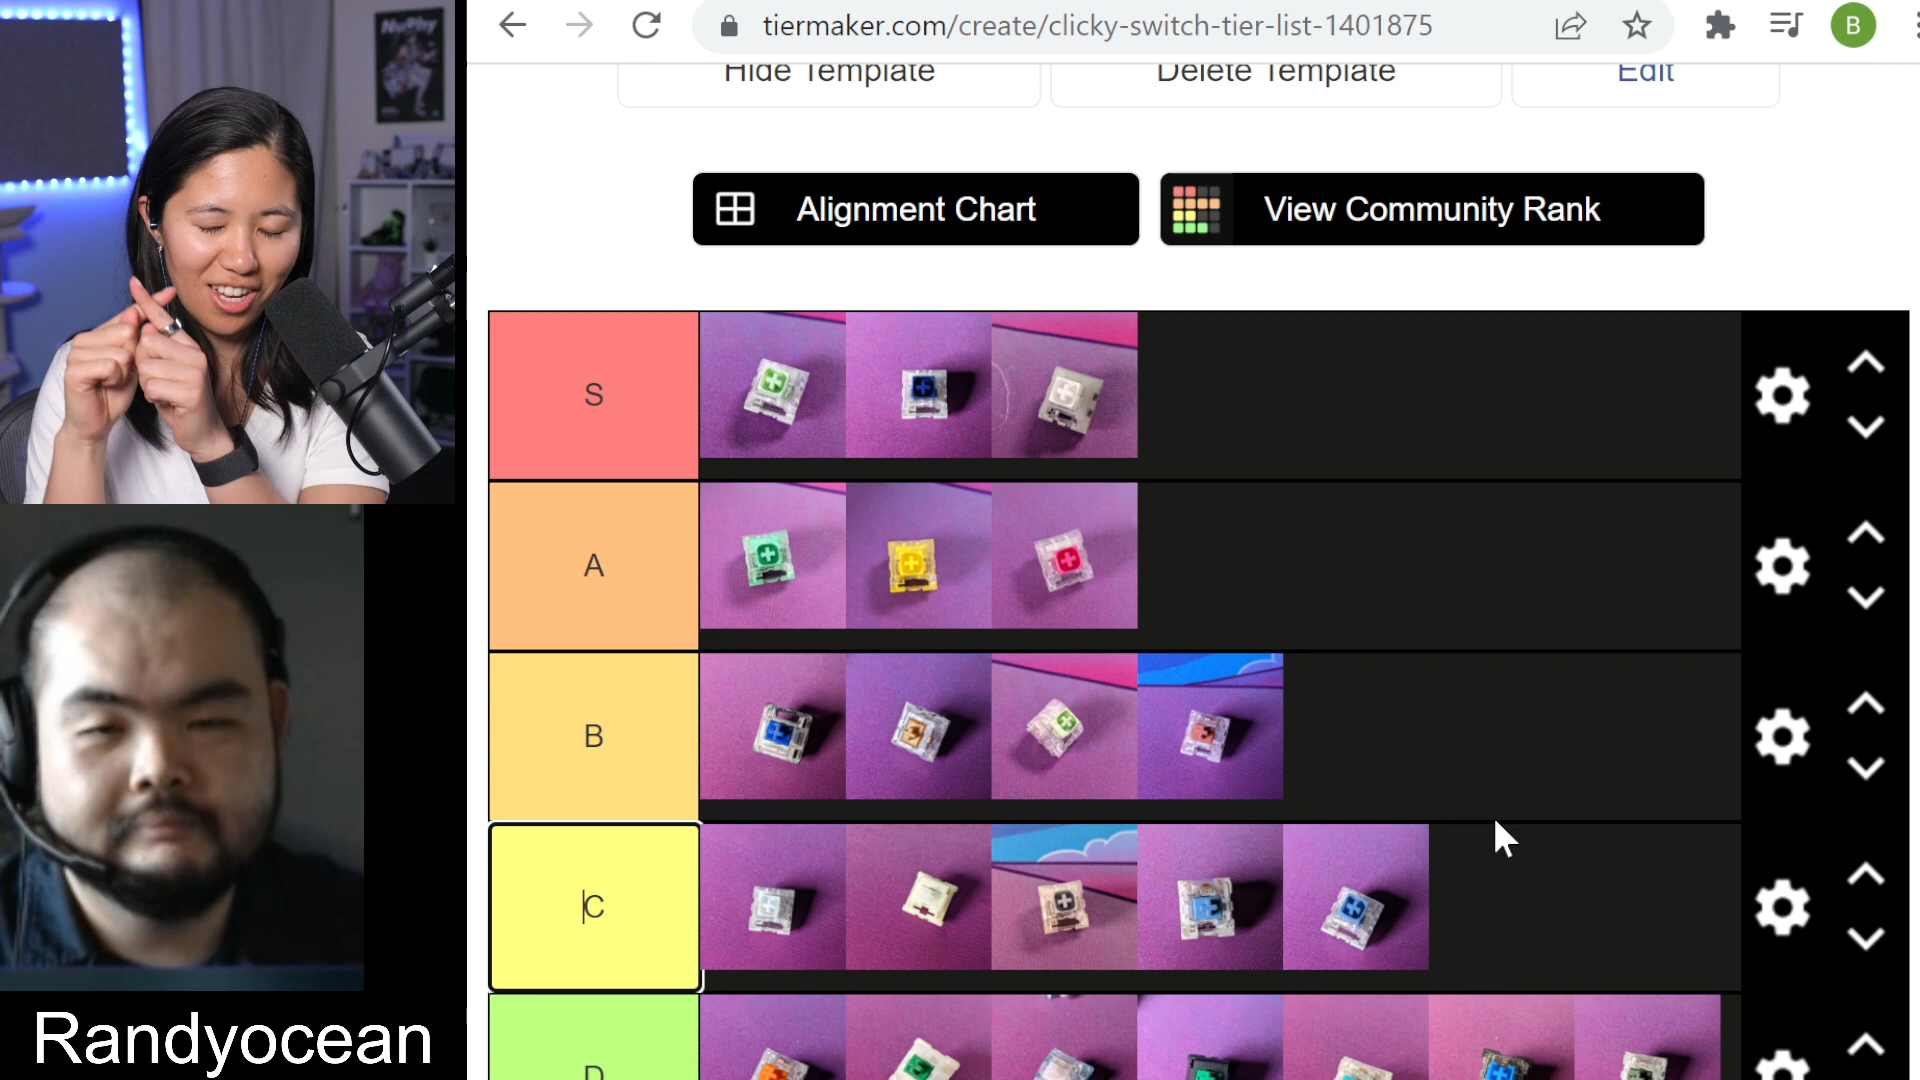 NuPhy
tiermaker.com/create/clicky-switch-tier-list-1401875
B
Hide Template
Delete Template
Edit
Alignment Chart
View Community Rank
S
A
B
C
D
Randyocean